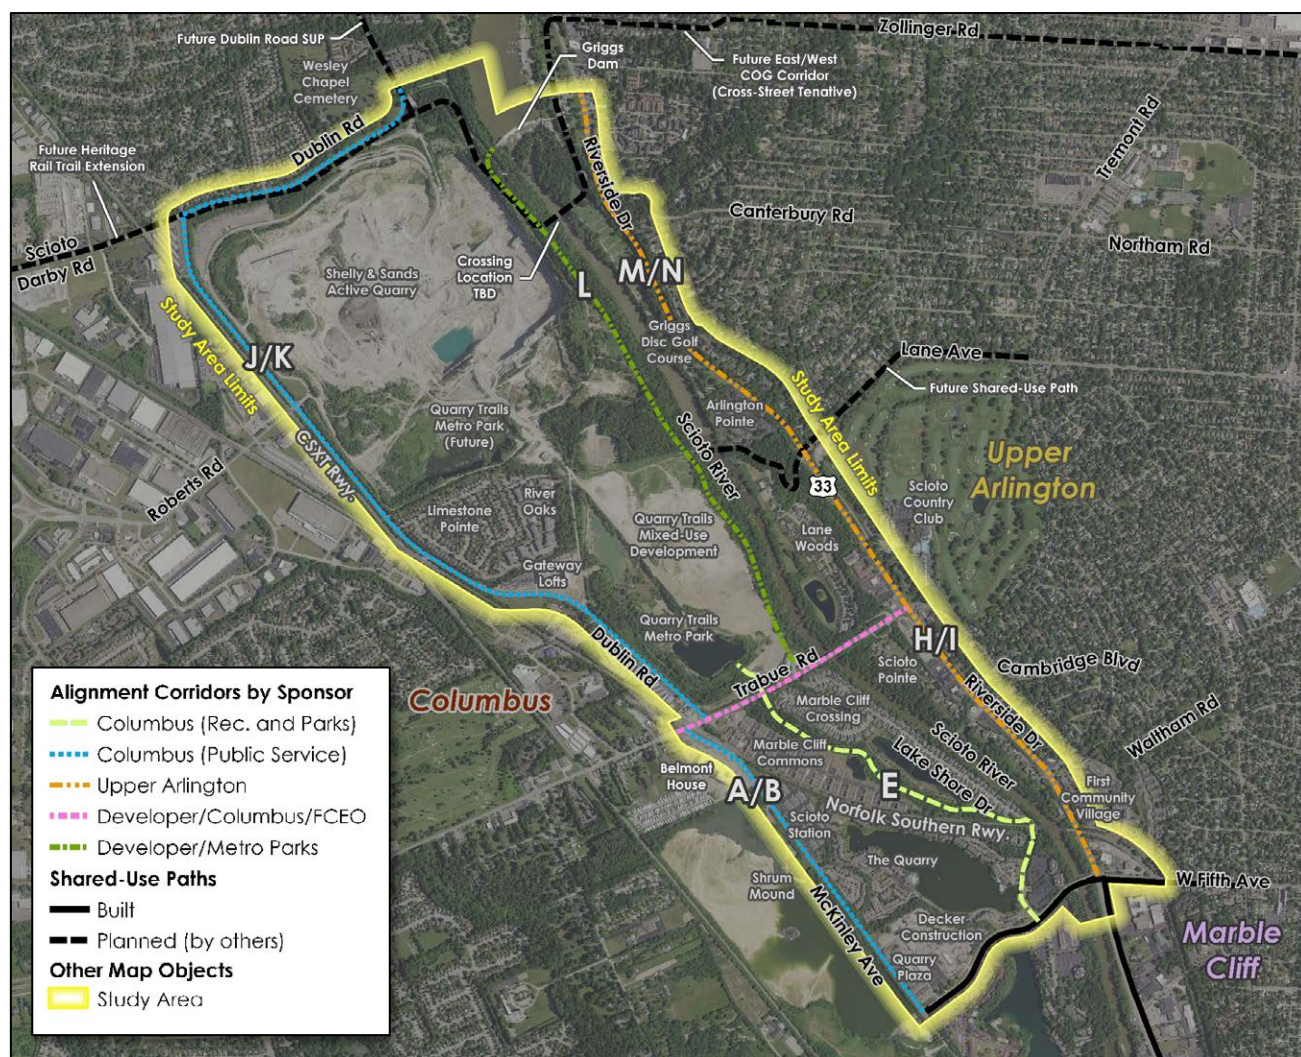 Zollinger Rd
Future Dublin Road SUP
Griggs
Dam
Future East/West
COG Corridor
(Cross-Street Tenative)
Wesley
Chapel
Cemetery
Tremont Rd
Dublin Rd
Future Heritage
Rail Trail Extension
Riverside Dr
Canterbury Rd
Northam Rd
Scioto
Darby Rd
Shelly & Sands
Active Quarry
Crossing
Location
TBD
L
M/N
Study Area Limits
J/K
Griggs
Disc Golf
Course
Lane Ave
Future Shared-Use Path
Study Area Limits
Arlington
Pointe
Quarry Trails
Metro Park
(Future)
CSXT Rwy.
Scioto River
Upper
Arlington
33
Roberts Rd
Scioto
Country
Club
River
Oaks
Limestone
Pointe
Quarry Trails
Mixed-Use
Development
Lane
Woods
Gateway
Lofts
Quarry Trails
Metro Park
Dublin Rd
Trabue Rd
H/I
Cambridge Blvd
Scioto
Pointe
Riverside Dr
Columbus
Marble Cliff
Crossing
Waltham Rd
Scioto River
Marble Cliff
Commons
Lake Shore Dr
Belmont
House
A/B
E
First
Community
Village
Scioto
Station
Norfolk Southern Rwy.
The Quarry
Shrum
Mound
W Fifth Ave
McKinley Ave
Decker
Construction
Quarry
Plaza
Marble
Cliff
Alignment Corridors by Sponsor
Columbus (Rec. and Parks)
Columbus (Public Service)
Upper Arlington
Developer/Columbus/FCEO
Developer/Metro Parks
Shared-Use Paths
Built
Planned (by others)
Other Map Objects
Study Area